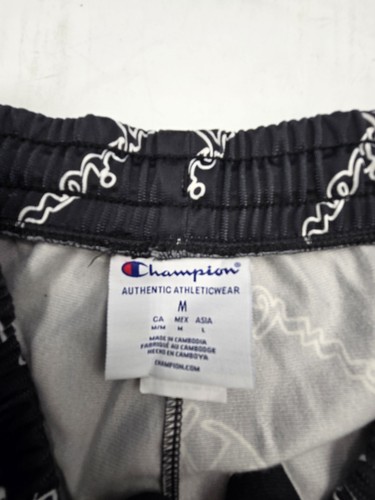 Champion®
AUTHENTIC ATHLETICWEAR
M
CA MEX ASIA
M/M M L
MADE IN CAMBODIA
FABRIQUÉ AU CAMBODGE
HECHO EN CAMBOYA
CHAMPION.COM